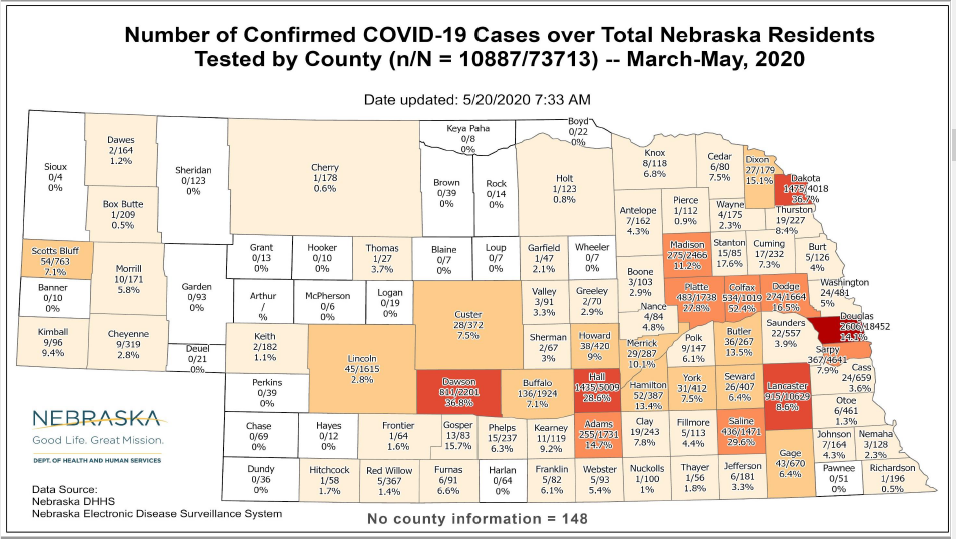 Number of Confirmed COVID-19 Cases over Total Nebraska Residents
Tested by County (n/N = 10887/73713) -- March-May, 2020
Date updated: 5/20/2020 7:33 AM
Sioux
0/4
0%
Dawes
2/164
1.2%
Sheridan
0/123
0%
Box Butte
1/209
0.5%
Cherry
1/178
0.6%
Keya Paha
0/8
0%
Boyd
0/22
0%
Brown
0/39
0%
Rock
0/14
0%
Holt
1/123
0.8%
Knox
8/118
6.8%
Cedar
6/80
7.5%
Dixon
27/179
15.1%
Dakota
1475/4018
36.7%
Antelope
7/162
4.3%
Pierce
1/112
0.9%
Wayne
4/175
2.3%
Thurston
19/227
8.4%
Scotts Bluff
54/763
7.1%
Banner
0/10
0%
Kimball
9/96
9.4%
Morrill
10/171
5.8%
Cheyenne
9/319
2.8%
Garden
0/93
0%
Deuel
0/21
0%
Grant
0/13
0%
Hooker
0/10
0%
Thomas
1/27
3.7%
Blaine
0/7
0%
Loup
0/7
0%
Garfield
1/47
2.1%
Wheeler
0/7
0%
Boone
3/103
2.9%
Madison
275/2466
11.2%
Stanton
15/85
17.6%
Cuming
17/232
7.3%
Burt
5/126
4%
Arthur
/
%
McPherson
0/6
0%
Logan
0/19
0%
Custer
28/372
7.5%
Valley
3/91
3.3%
Greeley
2/70
2.9%
Nance
4/84
4.8%
Platte
483/1738
27.8%
Colfax
534/1019
52.4%
Dodge
274/1664
16.5%
Washington
24/481
5%
Keith
2/182
1.1%
Lincoln
45/1615
2.8%
Sherman
2/67
3%
Howard
38/420
9%
Merrick
29/287
10.1%
Polk
9/147
6.1%
Butler
36/267
13.5%
Saunders
22/557
3.9%
Douglas
2606/18452
14.1%
Sarpy
367/4641
7.9%
Perkins
0/39
0%
Dawson
811/2201
36.8%
Buffalo
136/1924
7.1%
Hall
1435/5009
28.6%
Hamilton
52/387
13.4%
York
31/412
7.5%
Seward
26/407
6.4%
Lancaster
915/10629
8.6%
Cass
24/659
3.6%
Otoe
6/461
1.3%
Chase
0/69
0%
Hayes
0/12
0%
Frontier
1/64
1.6%
Gosper
13/83
15.7%
Phelps
15/237
6.3%
Kearney
11/119
9.2%
Adams
255/1731
14.7%
Clay
19/243
7.8%
Fillmore
5/113
4.4%
Saline
436/1471
29.6%
Gage
43/670
6.4%
Johnson
7/164
4.3%
Nemaha
3/128
2.3%
Dundy
0/36
0%
Hitchcock
1/58
1.7%
Red Willow
5/367
1.4%
Furnas
6/91
6.6%
Harlan
0/64
0%
Franklin
5/82
6.1%
Webster
5/93
5.4%
Nuckolls
1/100
1%
Thayer
1/56
1.8%
Jefferson
6/181
3.3%
Pawnee
0/51
0%
Richardson
1/196
0.5%
NEBRASKA
Good Life. Great Mission.
DEPT. OF HEALTH AND HUMAN SERVICES
Data Source:
Nebraska DHHS
Nebraska Electronic Disease Surveillance System
No county information = 148